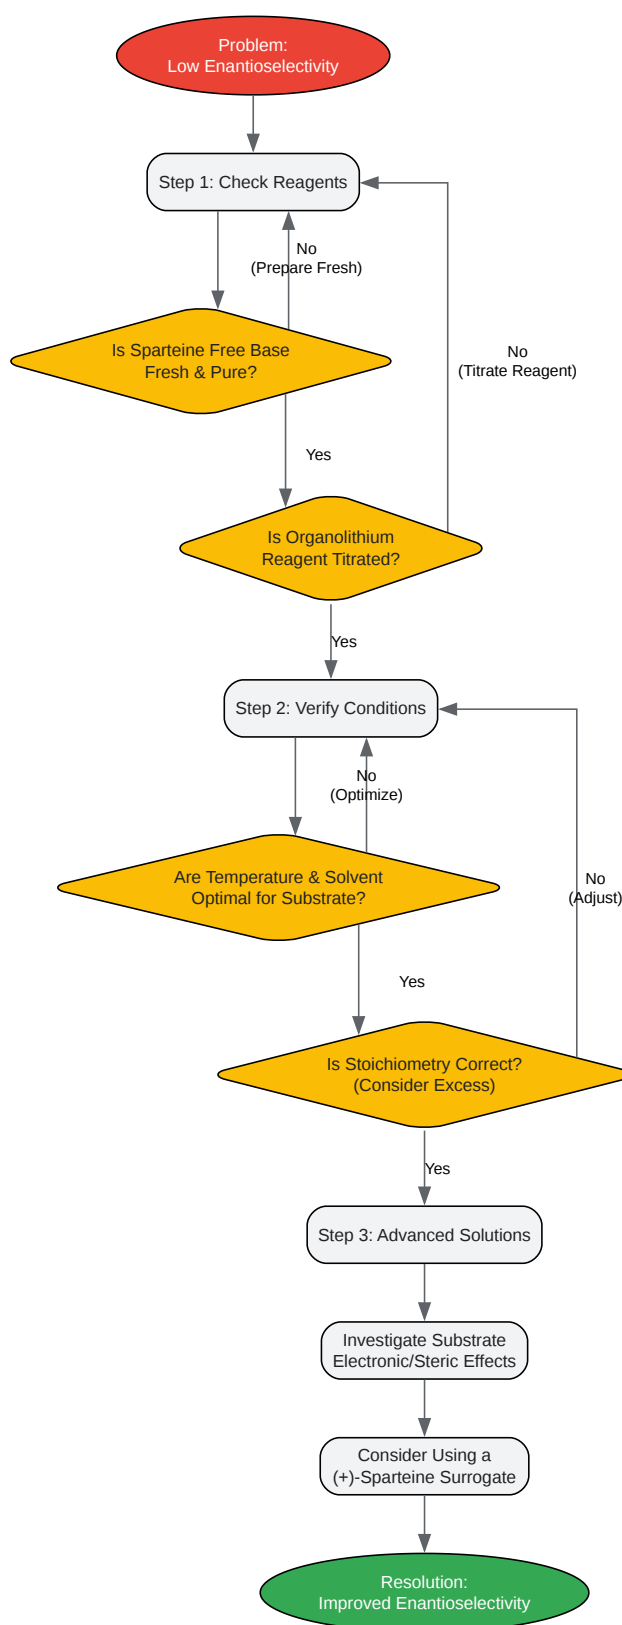 Problem:
Low Enantioselectivity
Step 1: Check Reagents
No
(Prepare Fresh)
Is Sparteine Free Base
Fresh & Pure?
No
(Titrate Reagent)
Yes
Is Organolithium
Reagent Titrated?
Yes
Step 2: Verify Conditions
No
(Optimize)
Are Temperature & Solvent
Optimal for Substrate?
No
(Adjust)
Yes
Is Stoichiometry Correct?
(Consider Excess)
Yes
Step 3: Advanced Solutions
Investigate Substrate
Electronic/Steric Effects
Consider Using a
(+)-Sparteine Surrogate
Resolution:
Improved Enantioselectivity